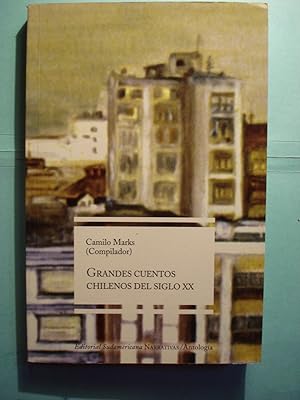 Camilo Marks
(Compilador)
GRANDES CUENTOS
CHILENOS DEL SIGLO XX
Editorial Sudamericana NARRATIVAS/Antología